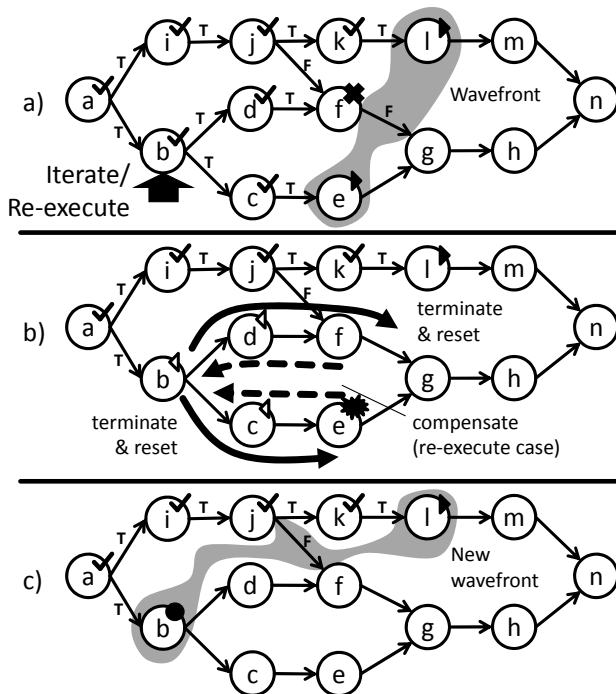 a)
a
i
j
k
l
m
T
T
T
T
T
F
b
d
f
T
T
F
Wavefront
n
c
e
g
h
T
T
Iterate/
Re-execute
b)
a
i
j
k
l
m
T
T
T
T
T
F
terminate
& reset
b
d
f
n
c
e
g
h
terminate
& reset
compensate
(re-execute case)
c)
a
i
j
k
l
m
T
T
T
T
T
F
New
wavefront
b
d
f
n
c
e
g
h